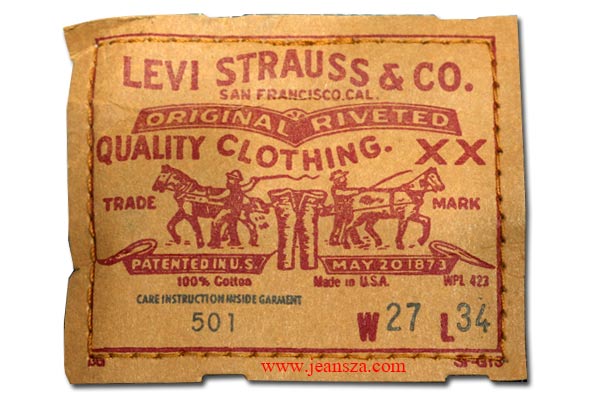 LEVI STRAUSS & CO.
SAN FRANCISCO, CAL.
ORIGINAL RIVETED
QUALITY CLOTHING. XX
TRADE MARK
PATENTED IN U.S. MAY 20 1873
100% Cotton Made in U.S.A. WPL 423
CARE INSTRUCTION INSIDE GARMENT
501 W 27 L 34
www.jeansza.com